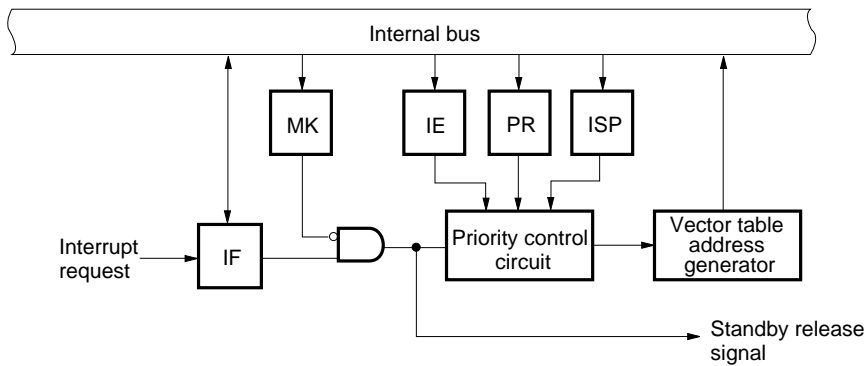 Internal bus
MK
IE
PR
ISP
Interrupt
request
IF
Priority control
circuit
Vector table
address
generator
Standby release
signal